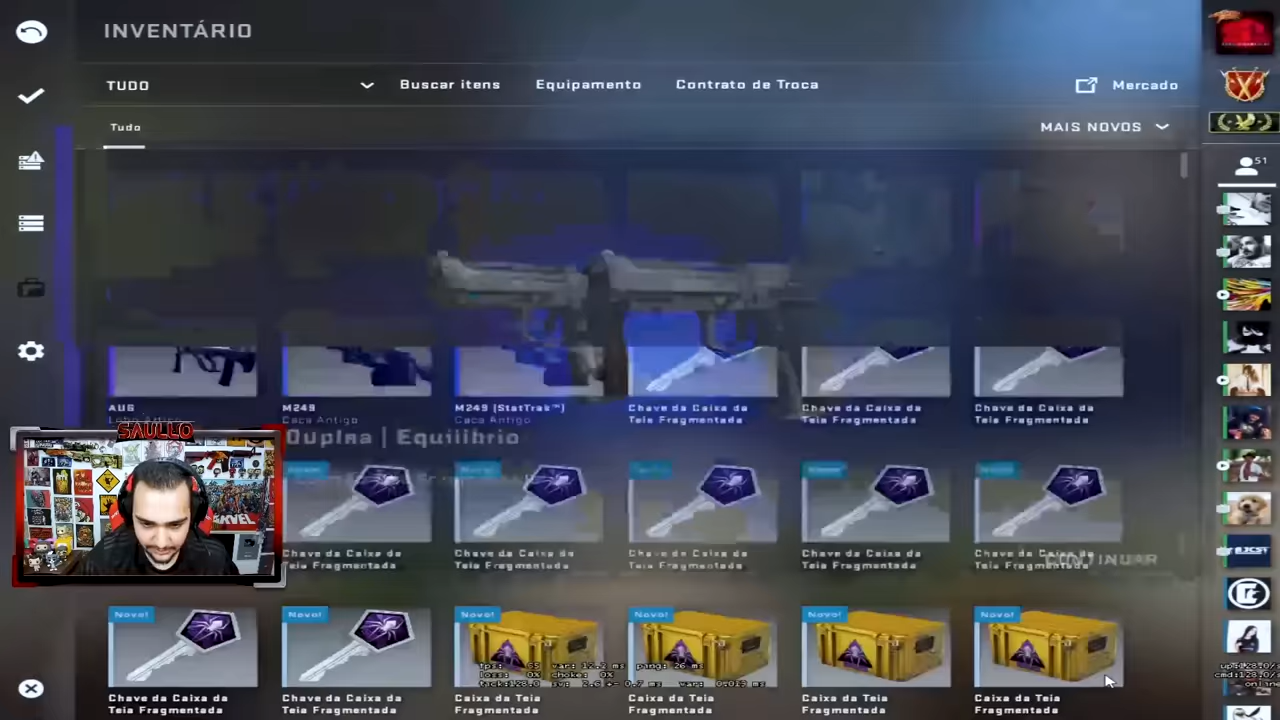 INVENTÁRIO
TUDO
Buscar itens
Equipamento
Contrato de Troca
Mercado
Tudo
MAIS NOVOS
51
AUG
M249
M249 (StatTrak™)
Chave da Caixa da
Teia Fragmentada
Chave da Caixa da
Teia Fragmentada
Chave da Caixa da
Teia Fragmentada
Lobo Ártico
Caça Antigo
Caça Antigo
Dupla | Equilíbrio
SAULLO
MARVEL
Chave da Caixa da
Teia Fragmentada
Chave da Caixa da
Teia Fragmentada
Chave da Caixa da
Teia Fragmentada
Chave da Caixa da
Teia Fragmentada
Chave da Caixa da
Teia Fragmentada
CONTINUAR
Novo!
Novo!
Novo!
Novo!
Novo!
Novo!
Chave da Caixa da
Teia Fragmentada
Chave da Caixa da
Teia Fragmentada
Caixa da Teia
Fragmentada
Caixa da Teia
Fragmentada
Caixa da Teia
Fragmentada
Caixa da Teia
Fragmentada